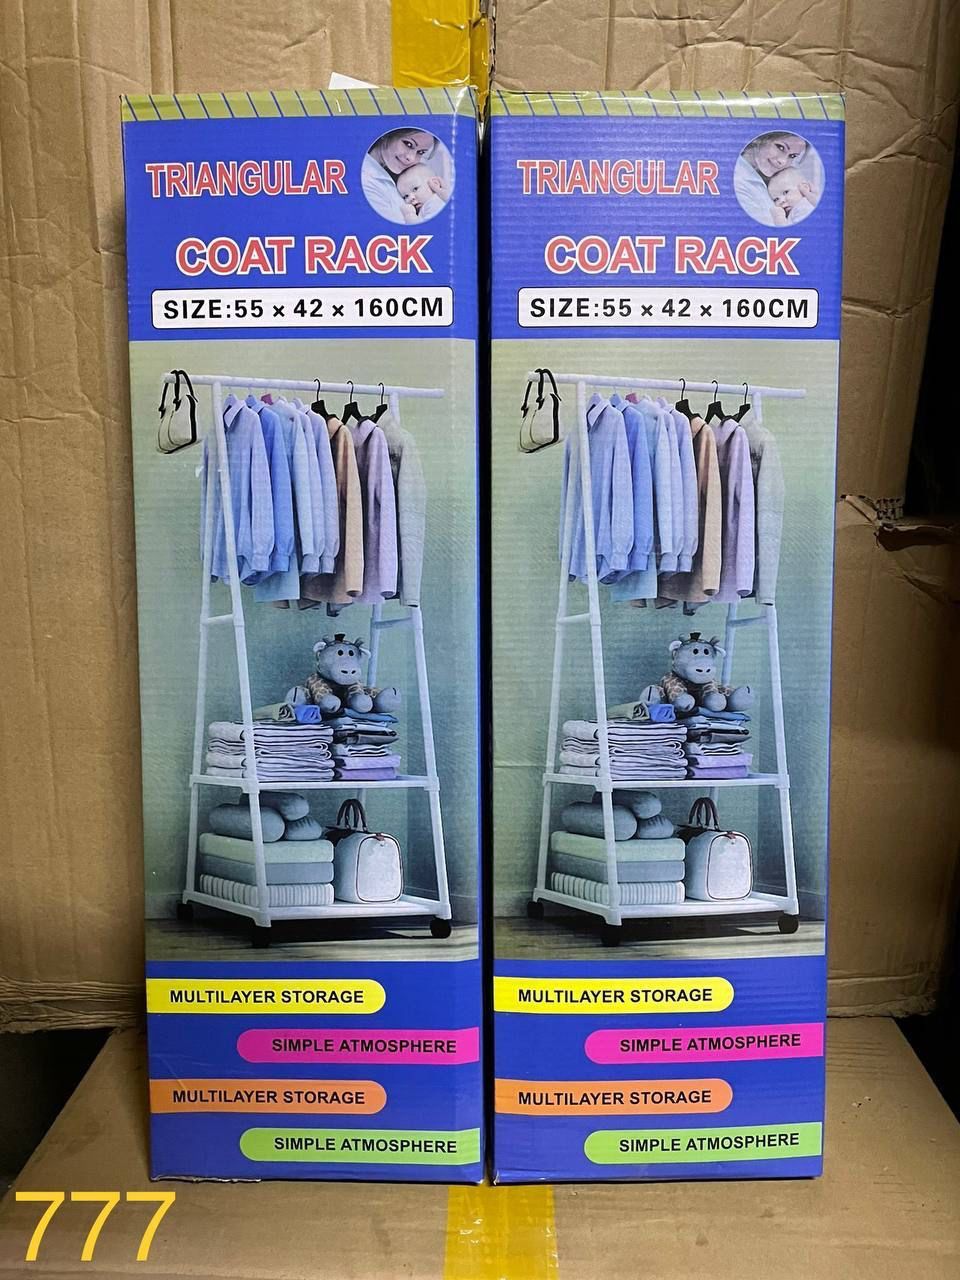 TRIANGULAR
COAT RACK
SIZE:55 × 42 × 160CM
MULTILAYER STORAGE
SIMPLE ATMOSPHERE
MULTILAYER STORAGE
SIMPLE ATMOSPHERE
TRIANGULAR
COAT RACK
SIZE:55 × 42 × 160CM
MULTILAYER STORAGE
SIMPLE ATMOSPHERE
MULTILAYER STORAGE
SIMPLE ATMOSPHERE
777